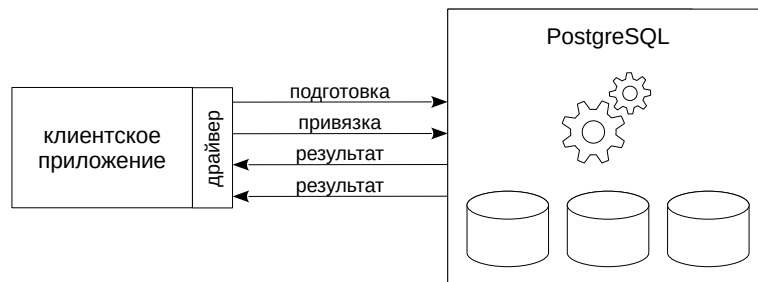 PostgreSQL
клиентское
приложение
драйвер
подготовка
привязка
результат
результат